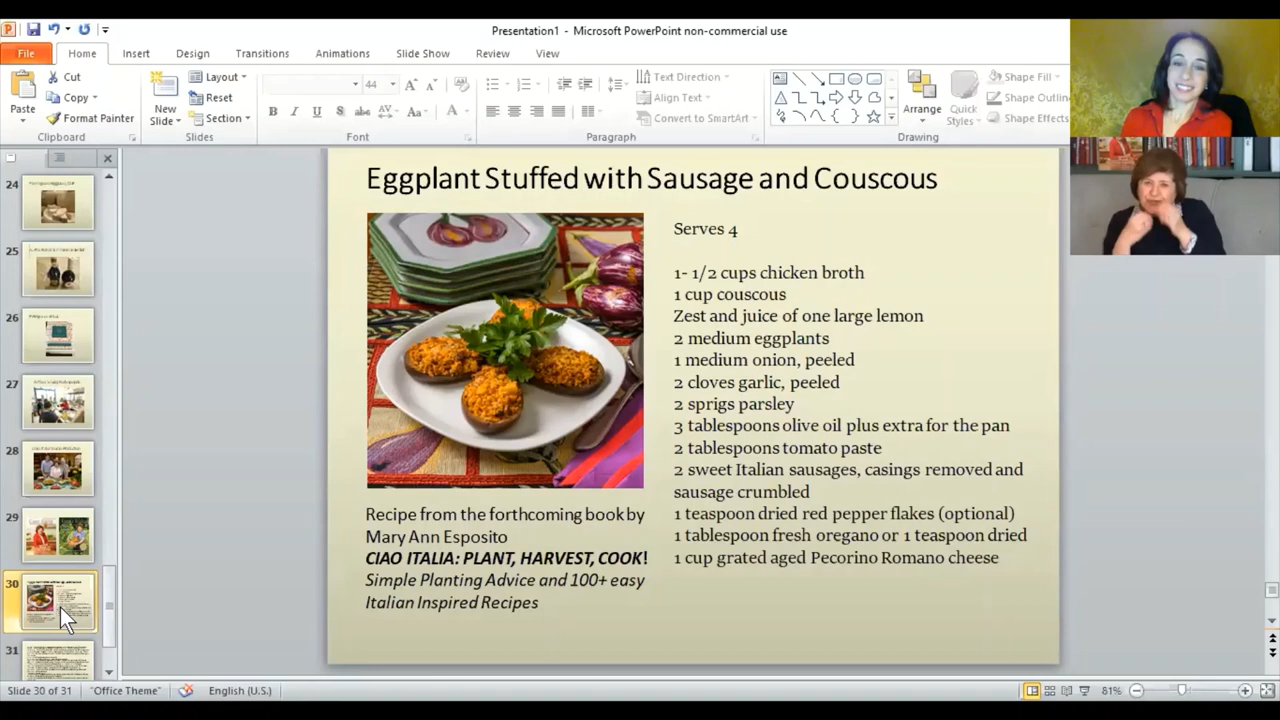 Presentation1 - Microsoft PowerPoint non-commercial use
File
Home
Insert
Design
Transitions
Animations
Slide Show
Review
View
Paste
Cut
Copy
Format Painter
Clipboard
New
Slide
Layout
Reset
Section
Slides
44
Font
Text Direction
Align Text
Convert to SmartArt
Paragraph
Arrange
Quick
Styles
Shape Fill
Shape Outlin
Shape Effects
Drawing
24
25
26
27
28
29
30
31
Eggplant Stuffed with Sausage and Couscous
Recipe from the forthcoming book by
Mary Ann Esposito
CIAO ITALIA: PLANT, HARVEST, COOK!
Simple Planting Advice and 100+ easy
Italian Inspired Recipes
Serves 4
1- 1/2 cups chicken broth
1 cup couscous
Zest and juice of one large lemon
2 medium eggplants
1 medium onion, peeled
2 cloves garlic, peeled
2 sprigs parsley
3 tablespoons olive oil plus extra for the pan
2 tablespoons tomato paste
2 sweet Italian sausages, casings removed and
sausage crumbled
1 teaspoon dried red pepper flakes (optional)
1 tablespoon fresh oregano or 1 teaspoon dried
1 cup grated aged Pecorino Romano cheese
Slide 30 of 31
"Office Theme"
English (U.S.)
81%